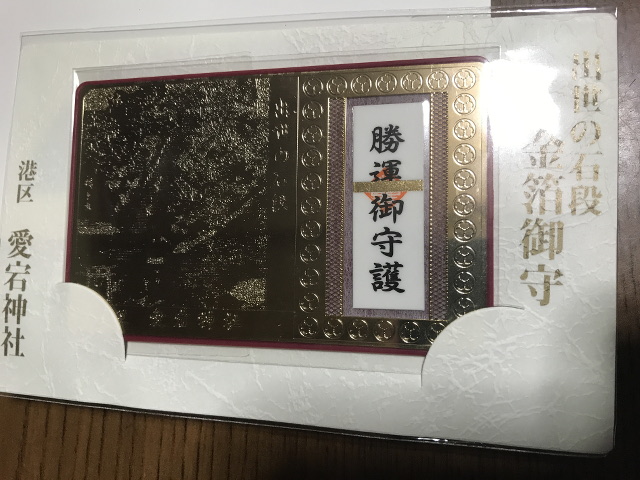 出世の石段
金箔御守
勝運御守護
出世の石段
港区 愛宕神社